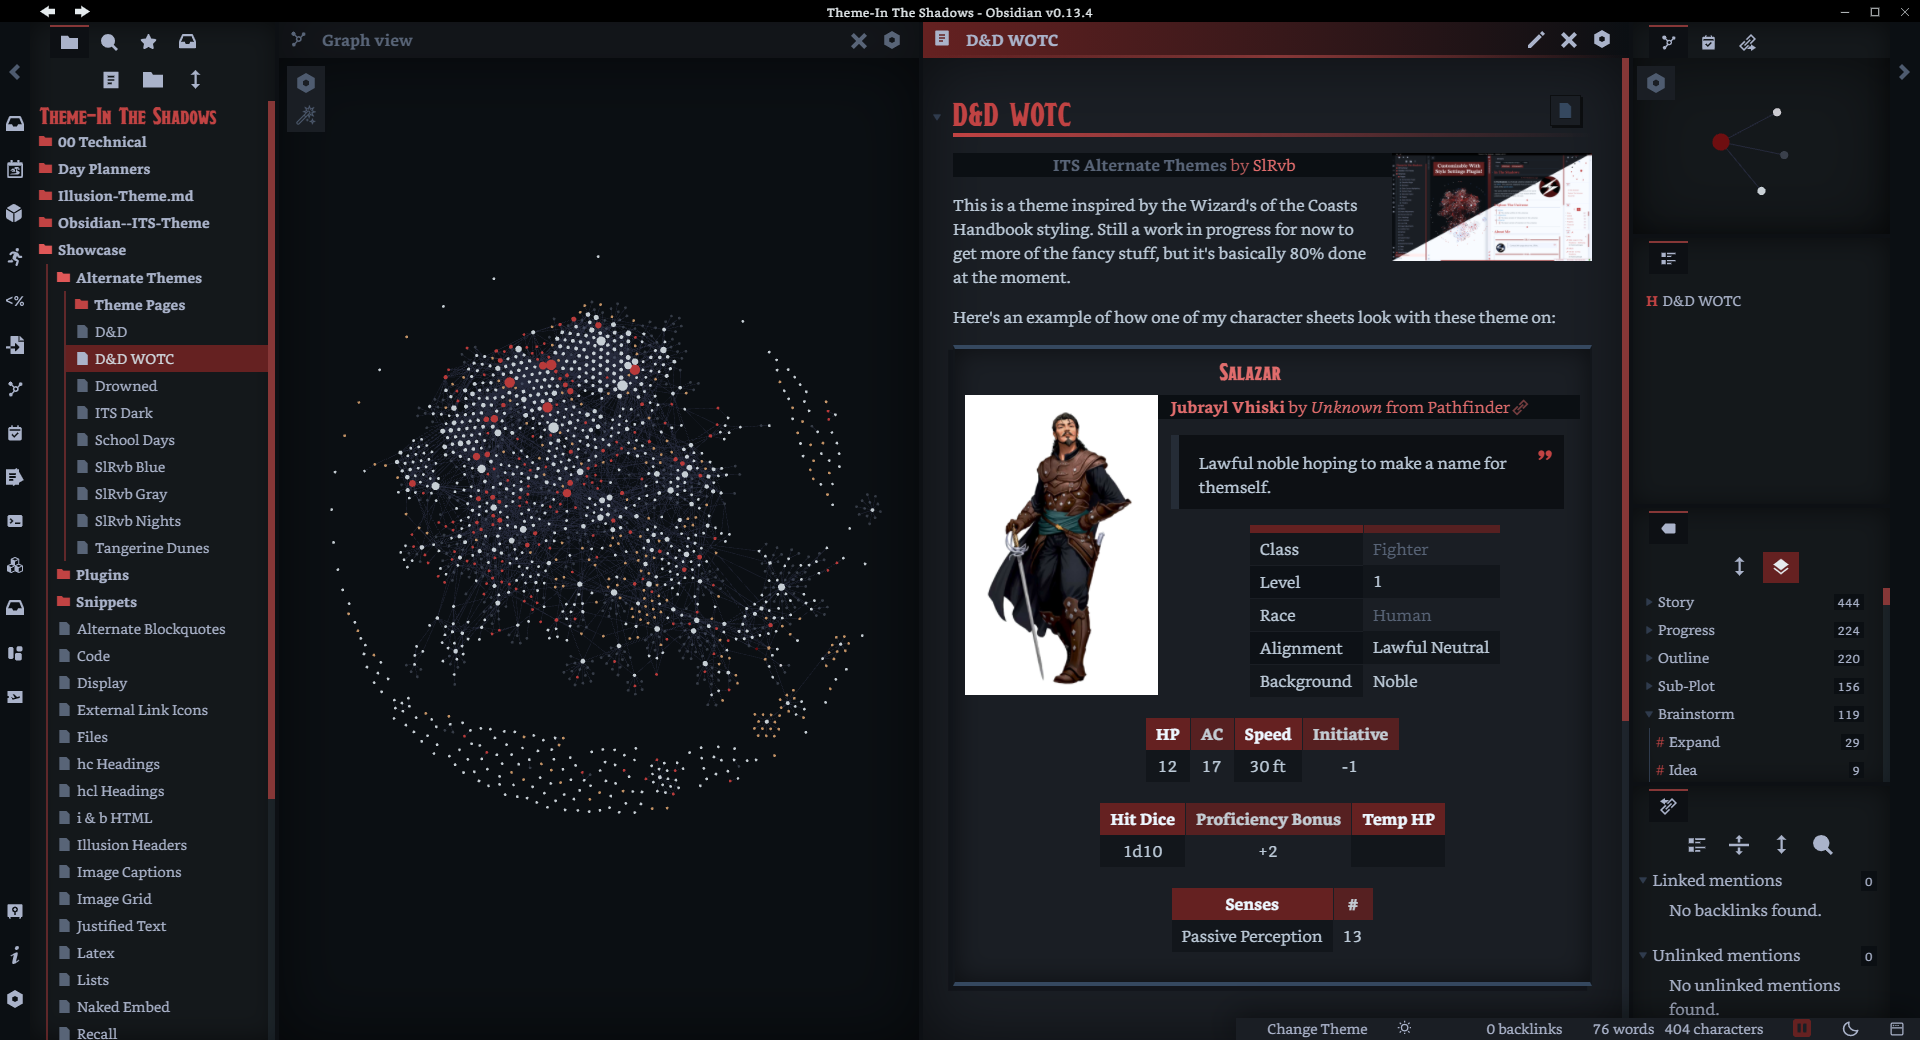 Theme-In The Shadows - Obsidian v0.13.4
Theme-In The Shadows
00 Technical
Day Planners
Illusion-Theme.md
Obsidian--ITS-Theme
Showcase
Alternate Themes
Theme Pages
D&D
D&D WOTC
Drowned
ITS Dark
School Days
SlRvb Blue
SlRvb Gray
SlRvb Nights
Tangerine Dunes
Plugins
Snippets
Alternate Blockquotes
Code
Display
External Link Icons
Files
hc Headings
hcl Headings
i & b HTML
Illusion Headers
Image Captions
Image Grid
Justified Text
Latex
Lists
Naked Embed
Recall
<%
Graph view
D&D WOTC
D&D WOTC
ITS Alternate Themes by SlRvb
Customizable With
Style Settings Plugin!
This is a theme inspired by the Wizard's of the Coasts
Handbook styling. Still a work in progress for now to
get more of the fancy stuff, but it's basically 80% done
at the moment.
Here's an example of how one of my character sheets look with these theme on:
Salazar
Jubrayl Vhiski by Unknown from Pathfinder
Lawful noble hoping to make a name for
themself.
Class Fighter
Level 1
Race Human
Alignment Lawful Neutral
Background Noble
HP AC Speed Initiative
12 17 30 ft -1
Hit Dice Proficiency Bonus Temp HP
1d10 +2
Senses #
Passive Perception 13
H D&D WOTC
Story 444
Progress 224
Outline 220
Sub-Plot 156
Brainstorm 119
# Expand 29
# Idea 9
Linked mentions 0
No backlinks found.
Unlinked mentions 0
No unlinked mentions
found.
Change Theme 0 backlinks 76 words 404 characters